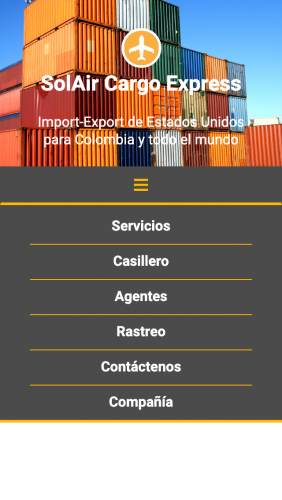 SolAir Cargo Express
Import-Export de Estados Unidos
para Colombia y todo el mundo
Servicios
Casillero
Agentes
Rastreo
Contáctenos
Compañía